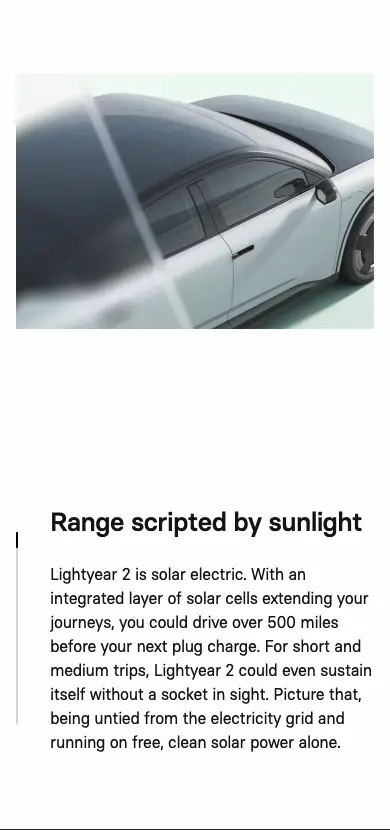 Range scripted by sunlight
Lightyear 2 is solar electric. With an
integrated layer of solar cells extending your
journeys, you could drive over 500 miles
before your next plug charge. For short and
medium trips, Lightyear 2 could even sustain
itself without a socket in sight. Picture that,
being untied from the electricity grid and
running on free, clean solar power alone.